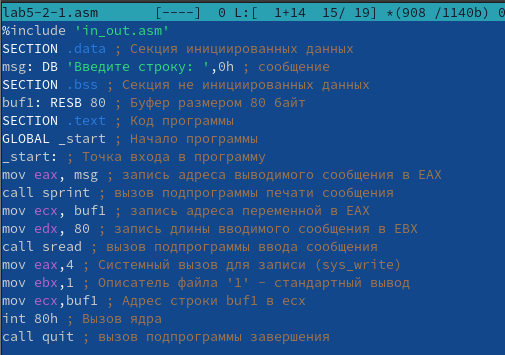 lab5-2-1.asm [----] 0 L:[ 1+14 15/ 19] *(908 /1140b) 0
%include 'in_out.asm'
SECTION .data ; Секция инициированных данных
msg: DB 'Введите строку: ',0h ; сообщение
SECTION .bss ; Секция не инициированных данных
buf1: RESB 80 ; Буфер размером 80 байт
SECTION .text ; Код программы
GLOBAL _start ; Начало программы
_start: ; Точка входа в программу
mov eax, msg ; запись адреса выводимого сообщения в EAX
call sprint ; вызов подпрограммы печати сообщения
mov ecx, buf1 ; запись адреса переменной в EAX
mov edx, 80 ; запись длины вводимого сообщения в EBX
call sread ; вызов подпрограммы ввода сообщения
mov eax,4 ; Системный вызов для записи (sys_write)
mov ebx,1 ; Описатель файла '1' - стандартный вывод
mov ecx,buf1 ; Адрес строки buf1 в ecx
int 80h ; Вызов ядра
call quit ; вызов подпрограммы завершения